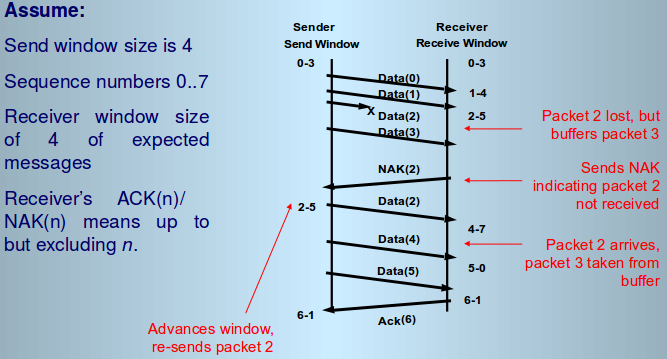 Assume:
Send window size is 4
Sequence numbers 0..7
Receiver window size
of 4 of expected
messages
Receiver's ACK(n)/
NAK(n) means up to
but excluding n.
Sender
Send Window
Receiver
Receive Window
0-3
0-3
Data(0)
Data(1)
1-4
X
Data(2)
2-5
Data(3)
Packet 2 lost, but
buffers packet 3
NAK(2)
Sends NAK
indicating packet 2
not received
2-5
Data(2)
4-7
Data(4)
Packet 2 arrives,
packet 3 taken from
buffer
5-0
Data(5)
6-1
6-1
Ack(6)
Advances window,
re-sends packet 2